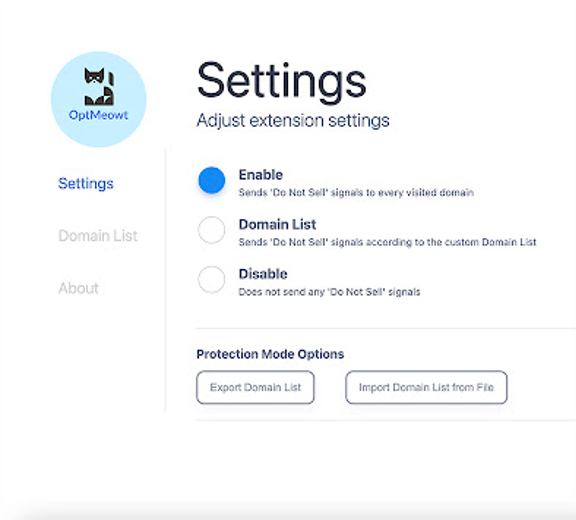 OptMeowt
Settings
Adjust extension settings
Settings
Domain List
About
Enable
Sends 'Do Not Sell' signals to every visited domain
Domain List
Sends 'Do Not Sell' signals according to the custom Domain List
Disable
Does not send any 'Do Not Sell' signals
Protection Mode Options
Export Domain List
Import Domain List from File